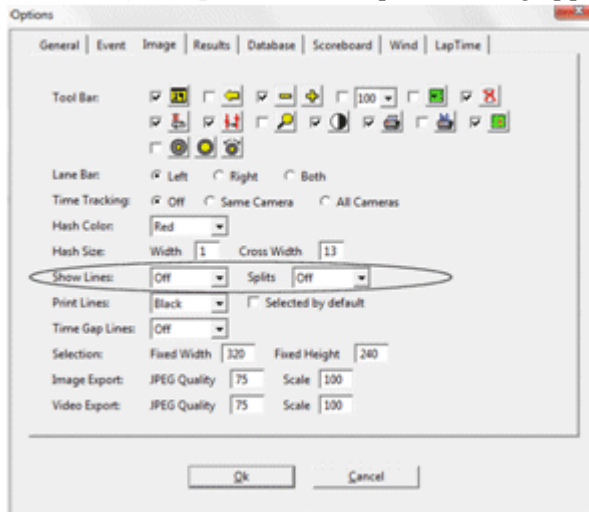 Options
General Event Image Results Database Scoreboard Wind LapTime
Tool Bar:
100
Lane Bar: Left Right Both
Time Tracking: Off Same Camera All Cameras
Hash Color: Red
Hash Size: Width 1 Cross Width 13
Show Lines: Off Splits Off
Print Lines: Black Selected by default
Time Gap Lines: Off
Selection: Fixed Width 320 Fixed Height 240
Image Export: JPEG Quality 75 Scale 100
Video Export: JPEG Quality 75 Scale 100
Ok Cancel